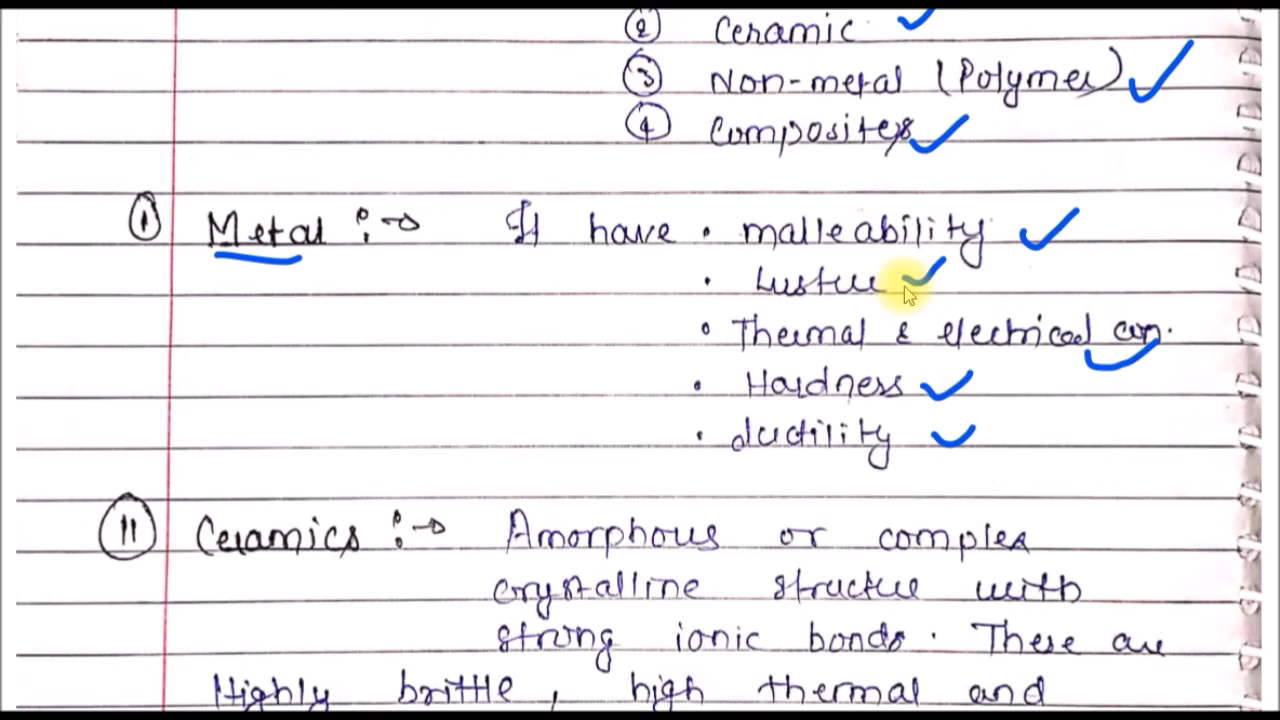 ② Ceramic
③ Non-metal (Polymer)
④ Composites
① Metal :→ It have • malleability
• Lustre
• Thermal & electrical con.
• Hardness
• ductility
II Ceramics :→ Amorphous or complex
crystalline structure with
strong ionic bonds. These are
Highly brittle, high thermal and